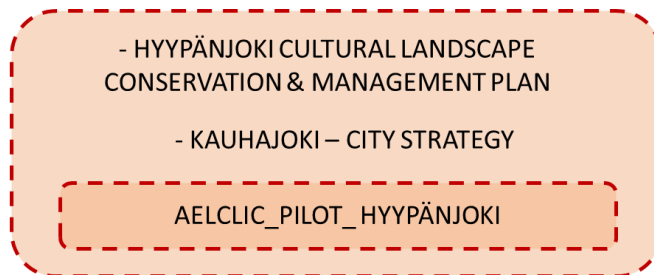 - HYYPÄNJOKI CULTURAL LANDSCAPE
CONSERVATION & MANAGEMENT PLAN
- KAUHAJOKI – CITY STRATEGY
AELCLIC_PILOT_ HYYPÄNJOKI